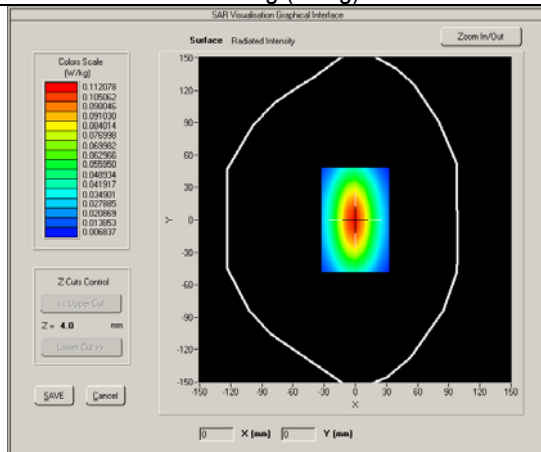 SAR Visualisation Graphical Interface
Surface Radiated Intensity
Zoom In/Out
Colors Scale
(W/kg)
0.112078
0.105062
0.098046
0.091030
0.084014
0.076998
0.069982
0.062966
0.055950
0.048934
0.041917
0.034901
0.027885
0.020869
0.013853
0.006837
150-
120-
90-
60-
30-
Y 0-
-30-
-60-
-90-
-120-
-150-
-150 -120 -90 -60 -30 0 30 60 90 120 150
X
Z-Cuts Control
<< Upper Cut
Z = 4.0 mm
Lower Cut >>
SAVE Cancel
0 X (mm) 0 Y (mm)